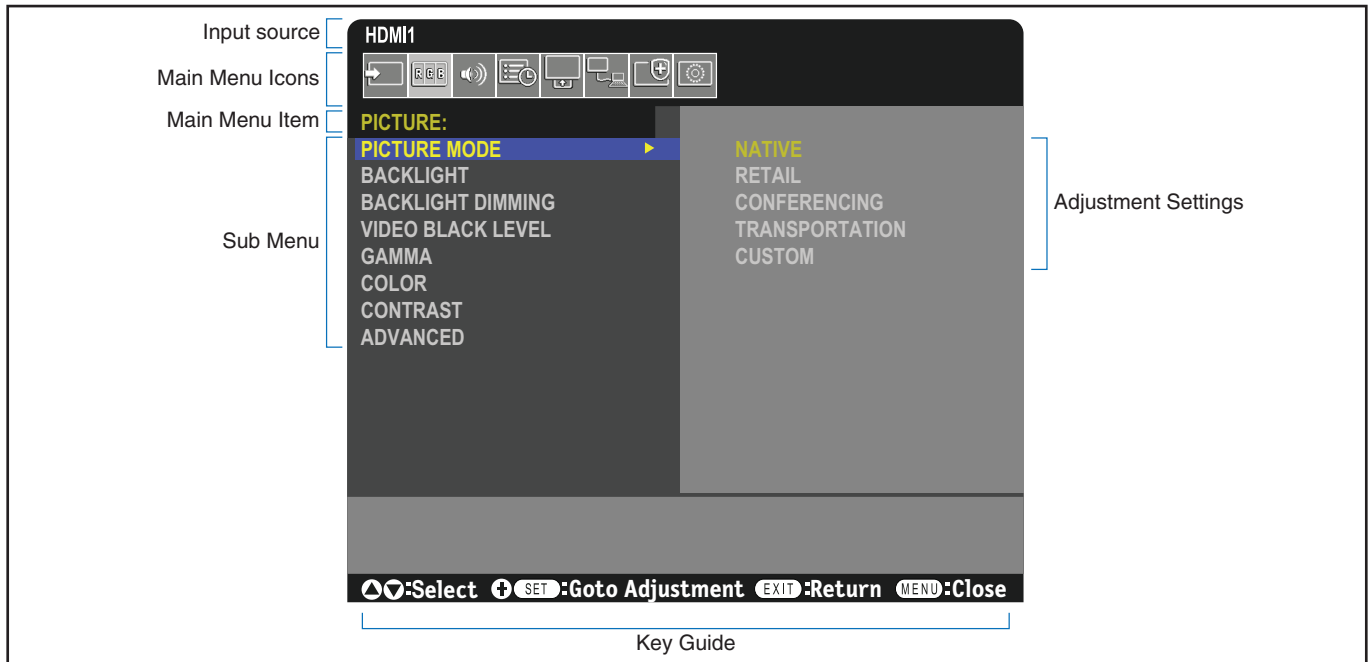 Input source
HDMI1
Main Menu Icons
RGB
Main Menu Item
PICTURE:
Sub Menu
PICTURE MODE
BACKLIGHT
BACKLIGHT DIMMING
VIDEO BLACK LEVEL
GAMMA
COLOR
CONTRAST
ADVANCED
NATIVE
RETAIL
CONFERENCING
TRANSPORTATION
CUSTOM
Adjustment Settings
:Select SET:Goto Adjustment EXIT:Return MENU:Close
Key Guide